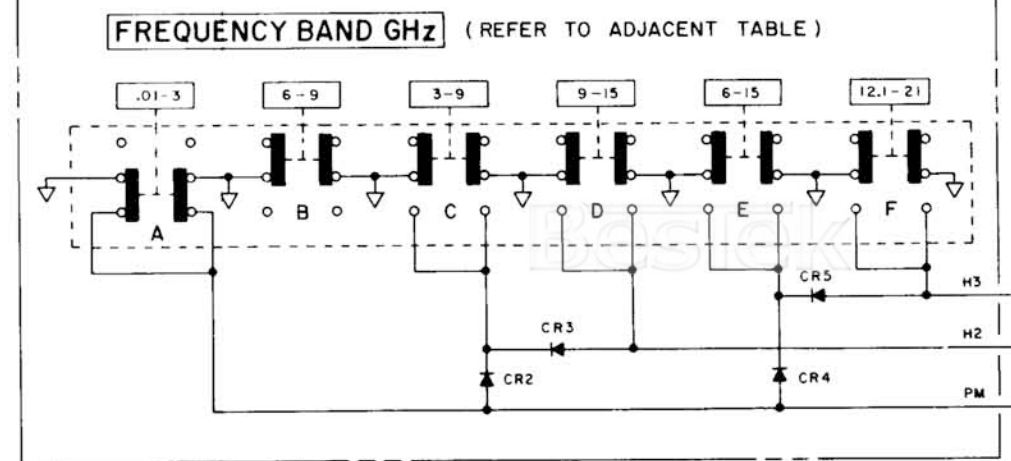 FREQUENCY BAND GHz (REFER TO ADJACENT TABLE)
.01-3 6-9 3-9 9-15 6-15 12.1-21
A B C D E F
BesTek
CR5
H3
CR3
H2
CR2 CR4
PM